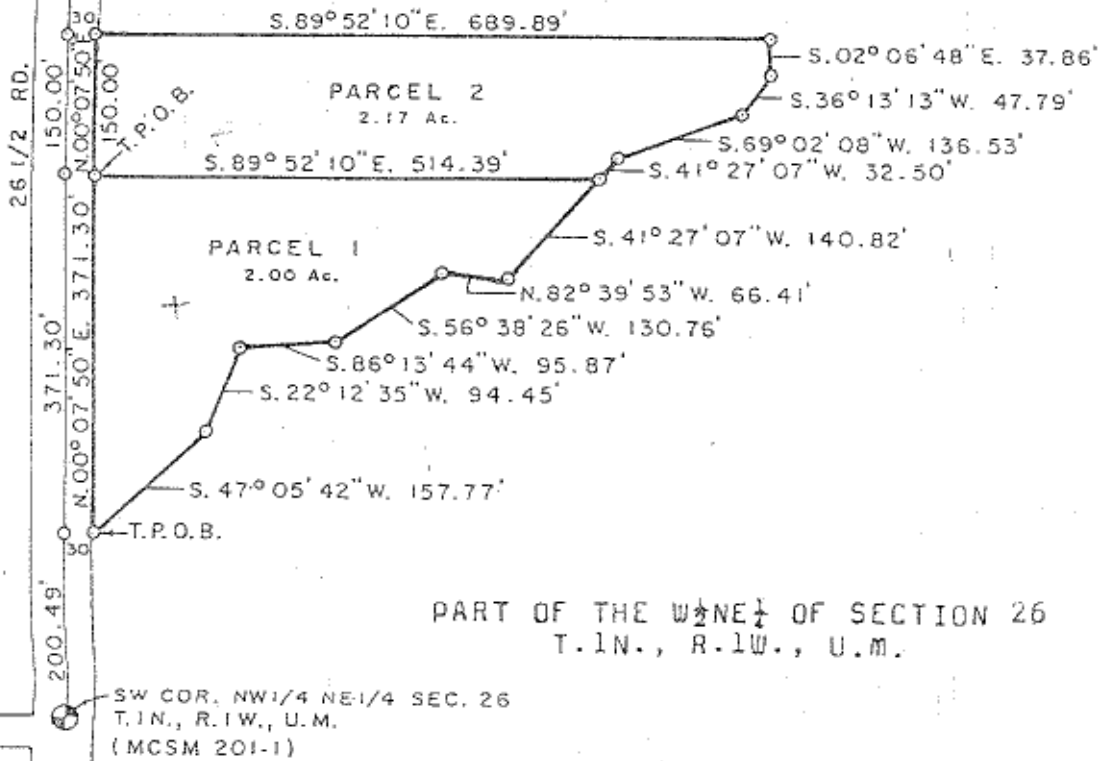 30
S.89°52'10"E. 689.89'
S.02°06'48"E. 37.86'
S.36°13'13"W. 47.79'
26 1/2 RD.
150.00'
N.00°07'50"E.
150.00
T.P.O.B.
PARCEL 2
2.17 Ac.
S.69°02'08"W. 136.53'
S.89°52'10"E. 514.39'
S.41°27'07"W. 32.50'
S.41°27'07"W. 140.82'
PARCEL 1
2.00 Ac.
N.82°39'53"W. 66.41'
S.56°38'26"W. 130.76'
371.30'
N.00°07'50"E. 371.30'
S.86°13'44"W. 95.87'
S.22°12'35"W. 94.45'
S.47°05'42"W. 157.77'
T.P.O.B.
30
200.49'
PART OF THE W½NE¼ OF SECTION 26
T.1N., R.1W., U.M.
SW COR. NW1/4 NE1/4 SEC. 26
T.1N., R.1W., U.M.
(MCSM 201-1)